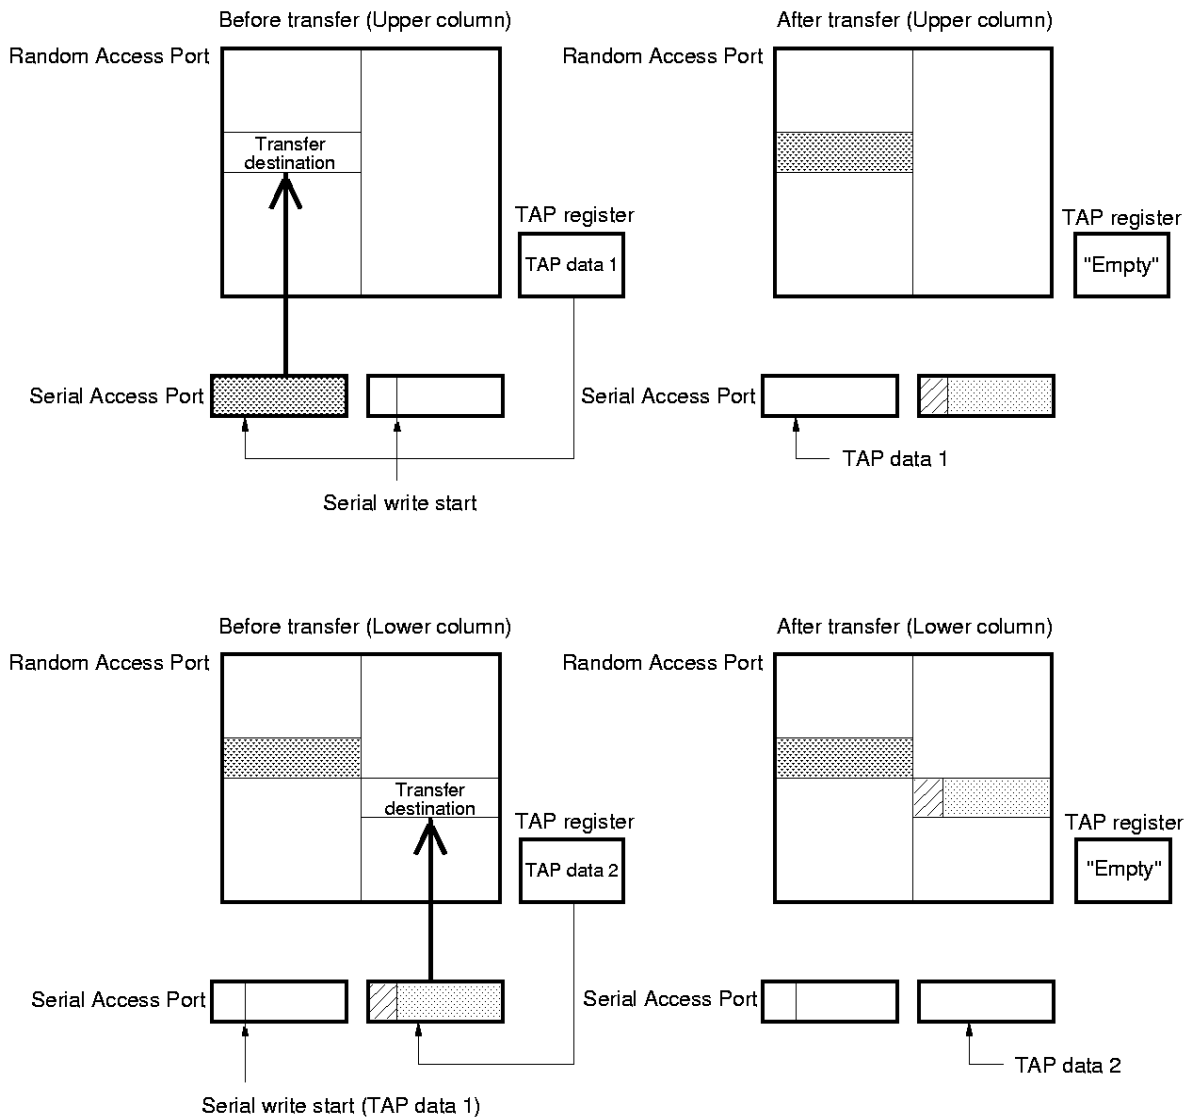 Before transfer (Upper column)
After transfer (Upper column)
Random Access Port
Random Access Port
Transfer
destination
TAP register
TAP register
TAP data 1
"Empty"
Serial Access Port
Serial Access Port
TAP data 1
Serial write start
Before transfer (Lower column)
After transfer (Lower column)
Random Access Port
Random Access Port
Transfer
destination
TAP register
TAP register
TAP data 2
"Empty"
Serial Access Port
Serial Access Port
TAP data 2
Serial write start (TAP data 1)